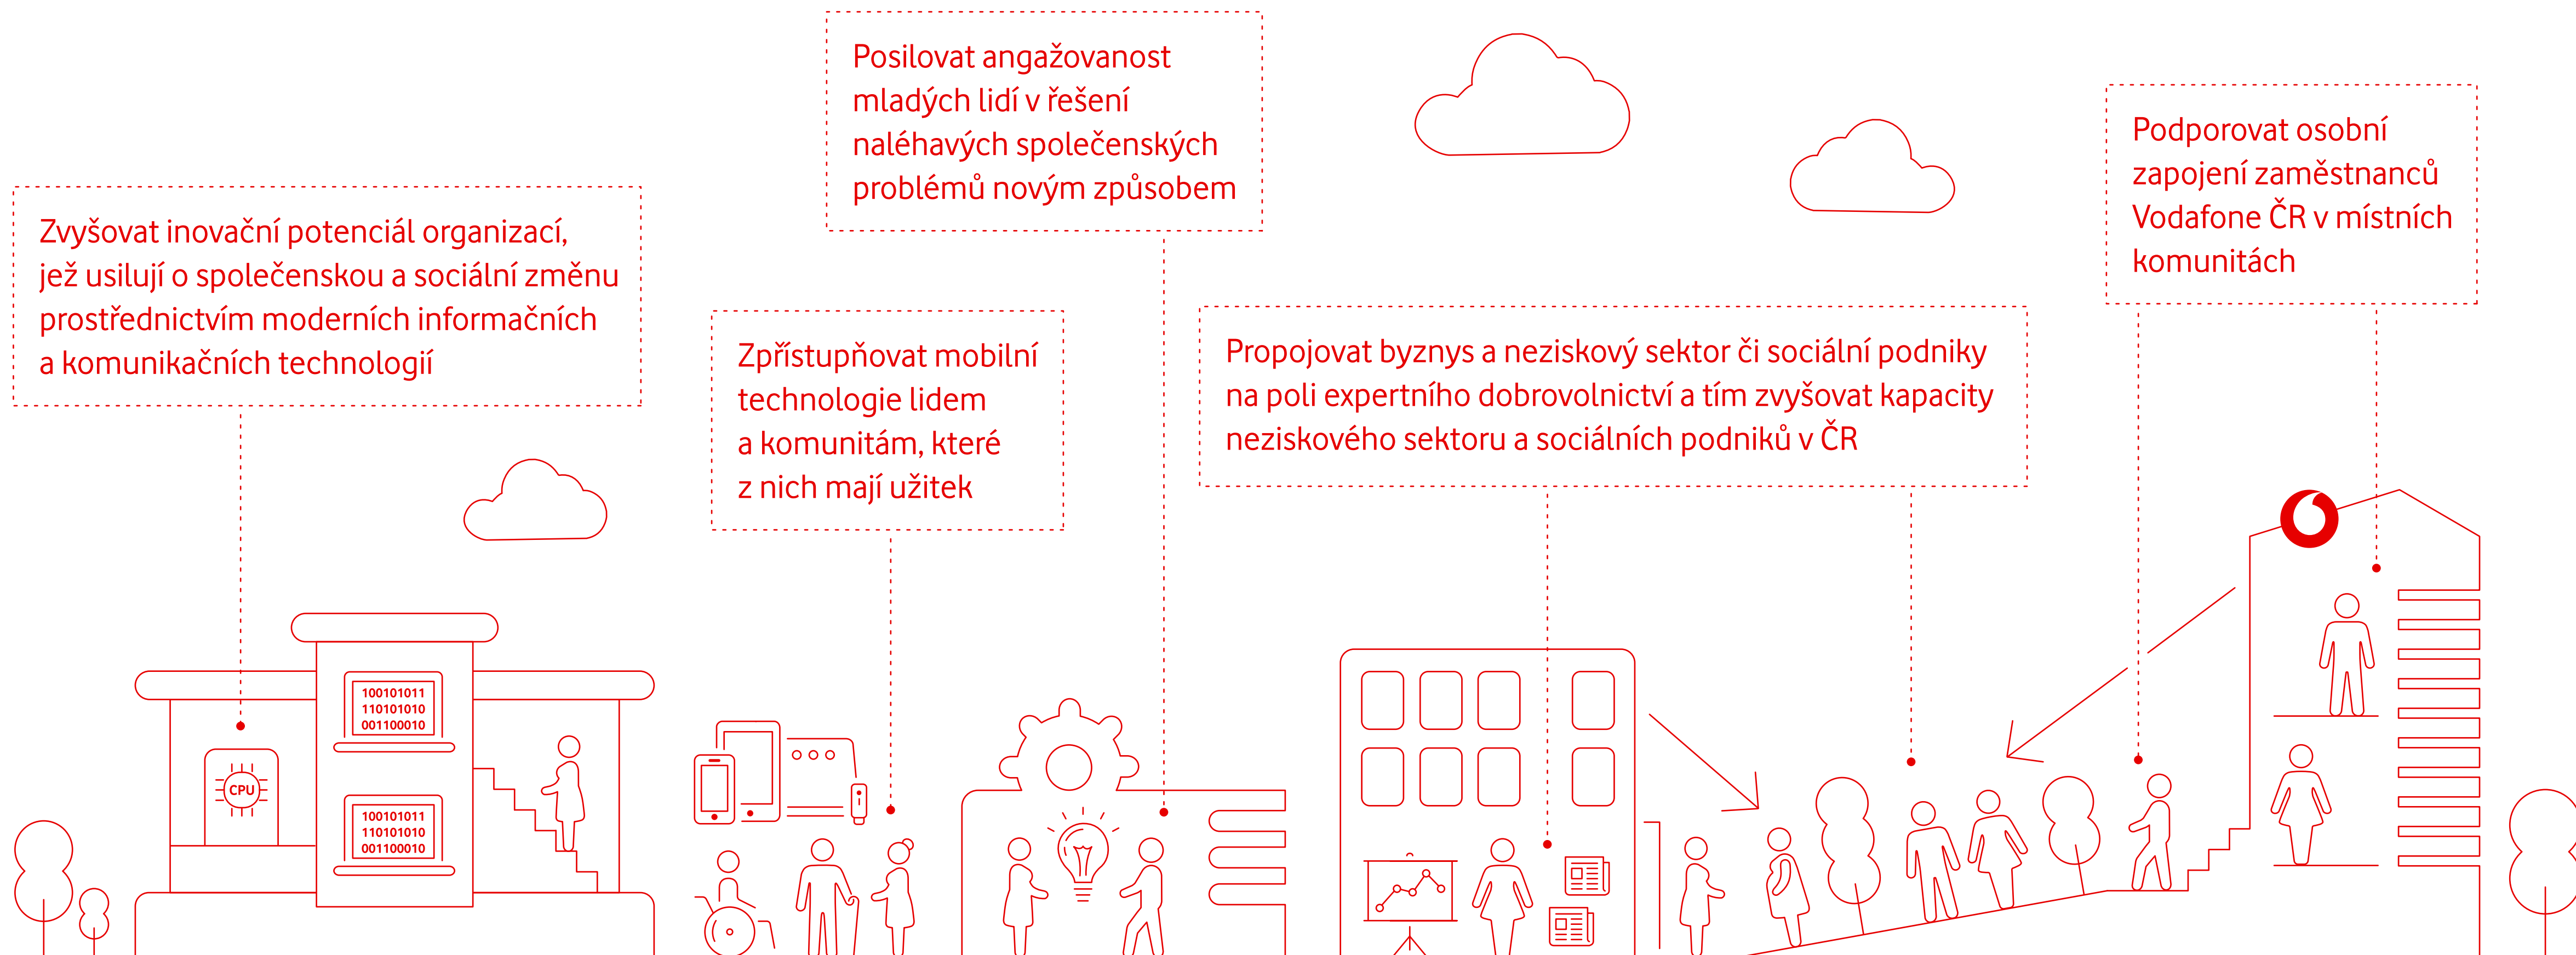 Zvyšovat inovační potenciál organizací,
jež usilují o společenskou a sociální změnu
prostřednictvím moderních informačních
a komunikačních technologií
Zpřístupňovat mobilní
technologie lidem
a komunitám, které
z nich mají užitek
Posilovat angažovanost
mladých lidí v řešení
naléhavých společenských
problémů novým způsobem
Propojovat byznys a neziskový sektor či sociální podniky
na poli expertního dobrovolnictví a tím zvyšovat kapacity
neziskového sektoru a sociálních podniků v ČR
Podporovat osobní
zapojení zaměstnanců
Vodafone ČR v místních
komunitách
CPU
100101011
110101010
001100010
100101011
110101010
001100010